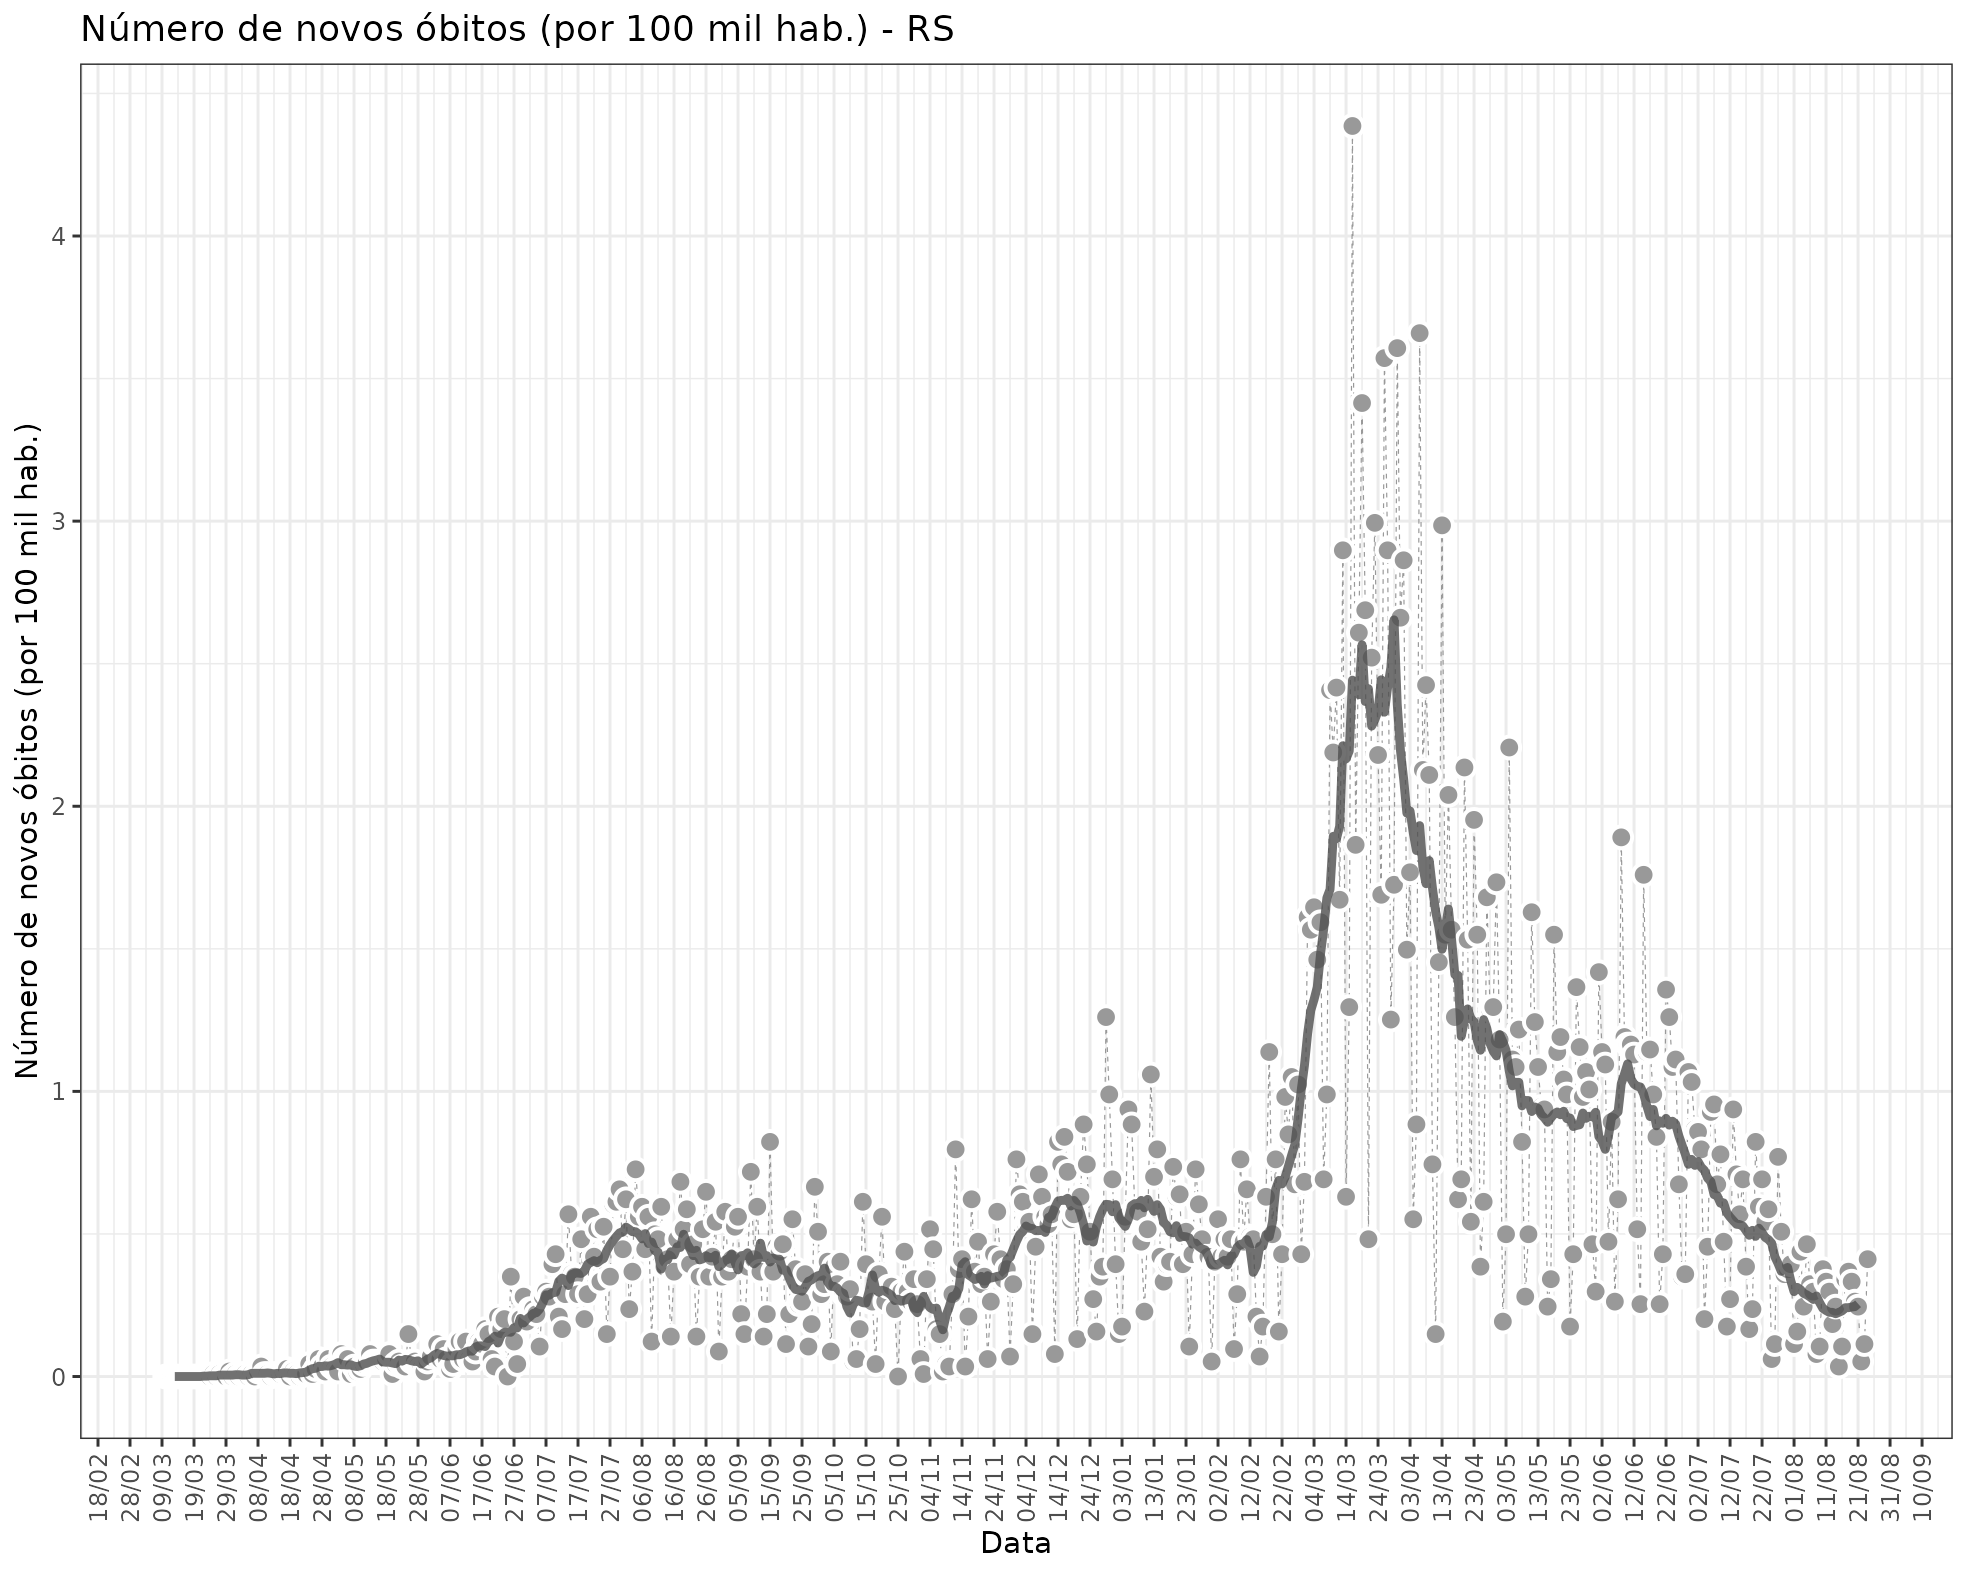 Número de novos óbitos (por 100 mil hab.) - RS
Número de novos óbitos (por 100 mil hab.)
4
3
2
1
0
18/02 28/02 09/03 19/03 29/03 08/04 18/04 28/04 08/05 18/05 28/05 07/06 17/06 27/06 07/07 17/07 27/07 06/08 16/08 26/08 05/09 15/09 25/09 05/10 15/10 25/10 04/11 14/11 24/11 04/12 14/12 24/12 03/01 13/01 23/01 02/02 12/02 22/02 04/03 14/03 24/03 03/04 13/04 23/04 03/05 13/05 23/05 02/06 12/06 22/06 02/07 12/07 22/07 01/08 11/08 21/08 31/08 10/09
Data